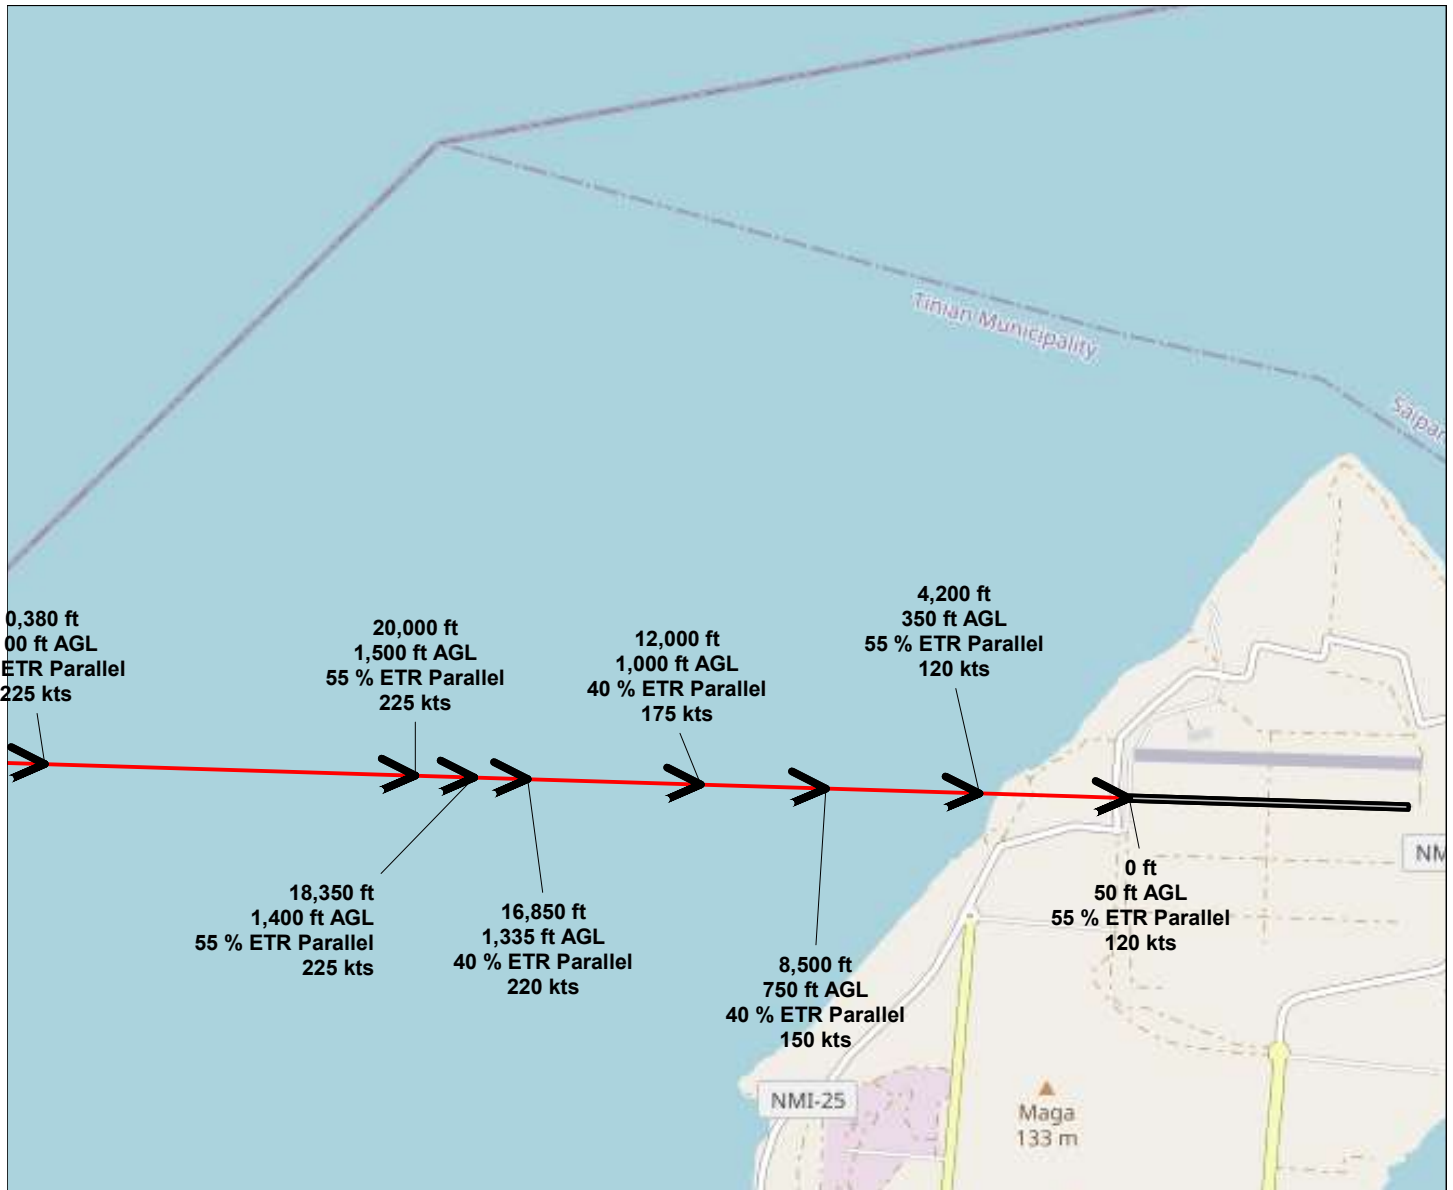 Tinian Municipality
0,380 ft
00 ft AGL
ETR Parallel
225 kts
20,000 ft
1,500 ft AGL
55 % ETR Parallel
225 kts
12,000 ft
1,000 ft AGL
40 % ETR Parallel
175 kts
4,200 ft
350 ft AGL
55 % ETR Parallel
120 kts
18,350 ft
1,400 ft AGL
55 % ETR Parallel
225 kts
16,850 ft
1,335 ft AGL
40 % ETR Parallel
220 kts
8,500 ft
750 ft AGL
40 % ETR Parallel
150 kts
0 ft
50 ft AGL
55 % ETR Parallel
120 kts
NMI-25
Maga
133 m